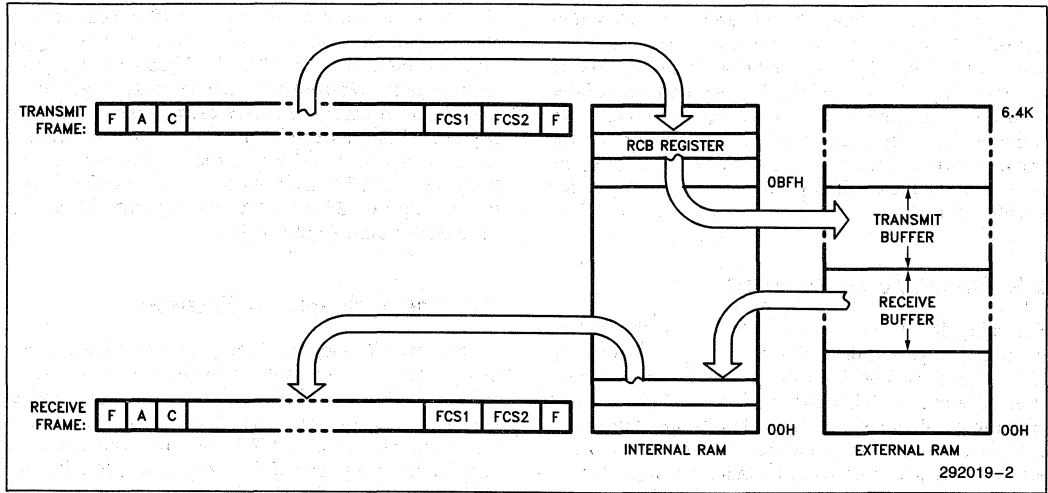 TRANSMIT
FRAME:
F A C FCS1 FCS2 F
RCB REGISTER
0BFH
6.4K
TRANSMIT
BUFFER
RECEIVE
BUFFER
RECEIVE
FRAME:
F A C FCS1 FCS2 F
00H
00H
INTERNAL RAM
EXTERNAL RAM
292019-2